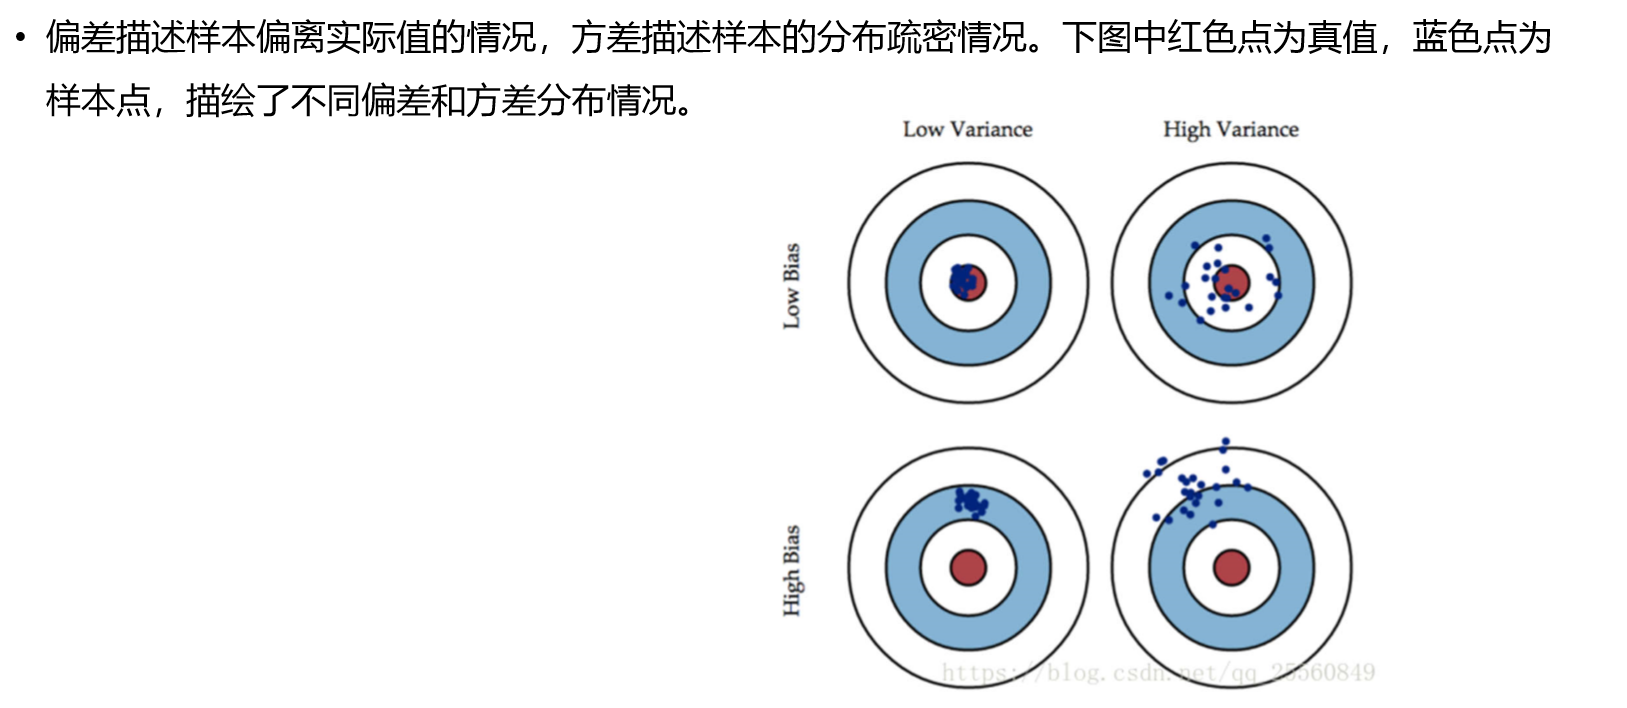 • 偏差描述样本偏离实际值的情况，方差描述样本的分布疏密情况。下图中红色点为真值，蓝色点为
样本点，描绘了不同偏差和方差分布情况。
Low Variance
High Variance
Low Bias
High Bias
https://blog.csdn.net/qq_25560849